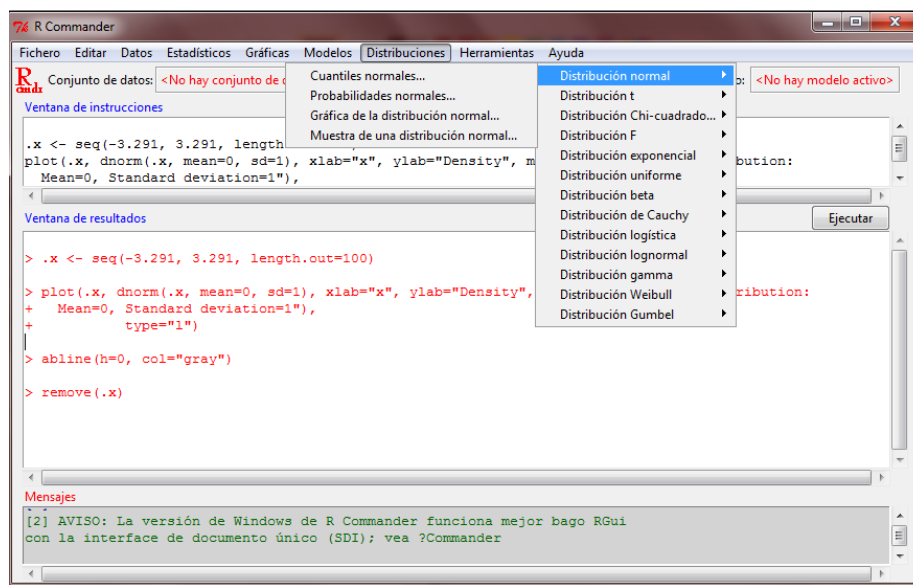 R Commander
Fichero Editar Datos Estadísticos Gráficas Modelos Distribuciones Herramientas Ayuda
R cmdr Conjunto de datos: <No hay conjunto de <No hay modelo activo>
Cuantiles normales...
Probabilidades normales...
Gráfica de la distribución normal...
Muestra de una distribución normal...
Distribución normal
Distribución t
Distribución Chi-cuadrado...
Distribución F
Distribución exponencial
Distribución uniforme
Distribución beta
Distribución de Cauchy
Distribución logística
Distribución lognormal
Distribución gamma
Distribución Weibull
Distribución Gumbel
Ventana de instrucciones
.x <- seq(-3.291, 3.291, length.
plot(.x, dnorm(.x, mean=0, sd=1), xlab="x", ylab="Density", m bution:
Mean=0, Standard deviation=1"),
Ventana de resultados
Ejecutar
> .x <- seq(-3.291, 3.291, length.out=100)
> plot(.x, dnorm(.x, mean=0, sd=1), xlab="x", ylab="Density", ribution:
+ Mean=0, Standard deviation=1"),
+ type="l")
> abline(h=0, col="gray")
> remove(.x)
Mensajes
[2] AVISO: La versión de Windows de R Commander funciona mejor bago RGui
con la interface de documento único (SDI); vea ?Commander